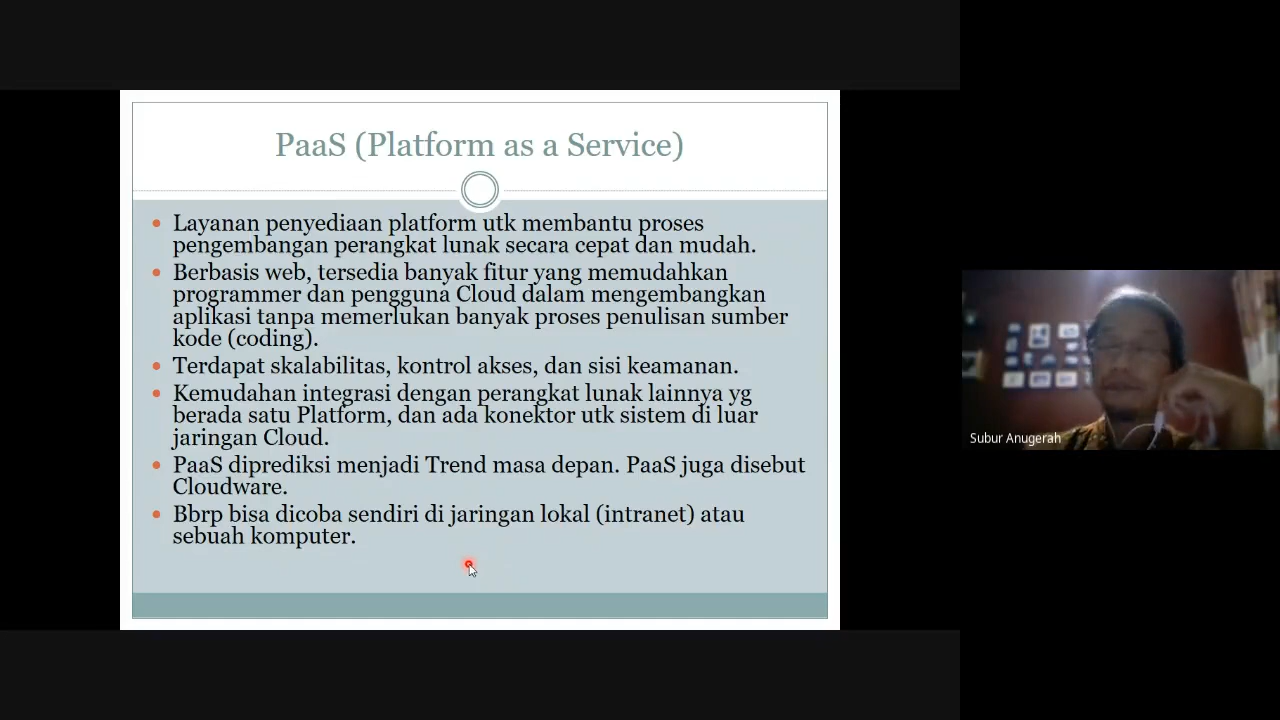 PaaS (Platform as a Service)
Layanan penyediaan platform utk membantu proses
pengembangan perangkat lunak secara cepat dan mudah.
Berbasis web, tersedia banyak fitur yang memudahkan
programmer dan pengguna Cloud dalam mengembangkan
aplikasi tanpa memerlukan banyak proses penulisan sumber
kode (coding).
Terdapat skalabilitas, kontrol akses, dan sisi keamanan.
Kemudahan integrasi dengan perangkat lunak lainnya yg
berada satu Platform, dan ada konektor utk sistem di luar
jaringan Cloud.
PaaS diprediksi menjadi Trend masa depan. PaaS juga disebut
Cloudware.
Bbrp bisa dicoba sendiri di jaringan lokal (intranet) atau
sebuah komputer.
Subur Anugerah